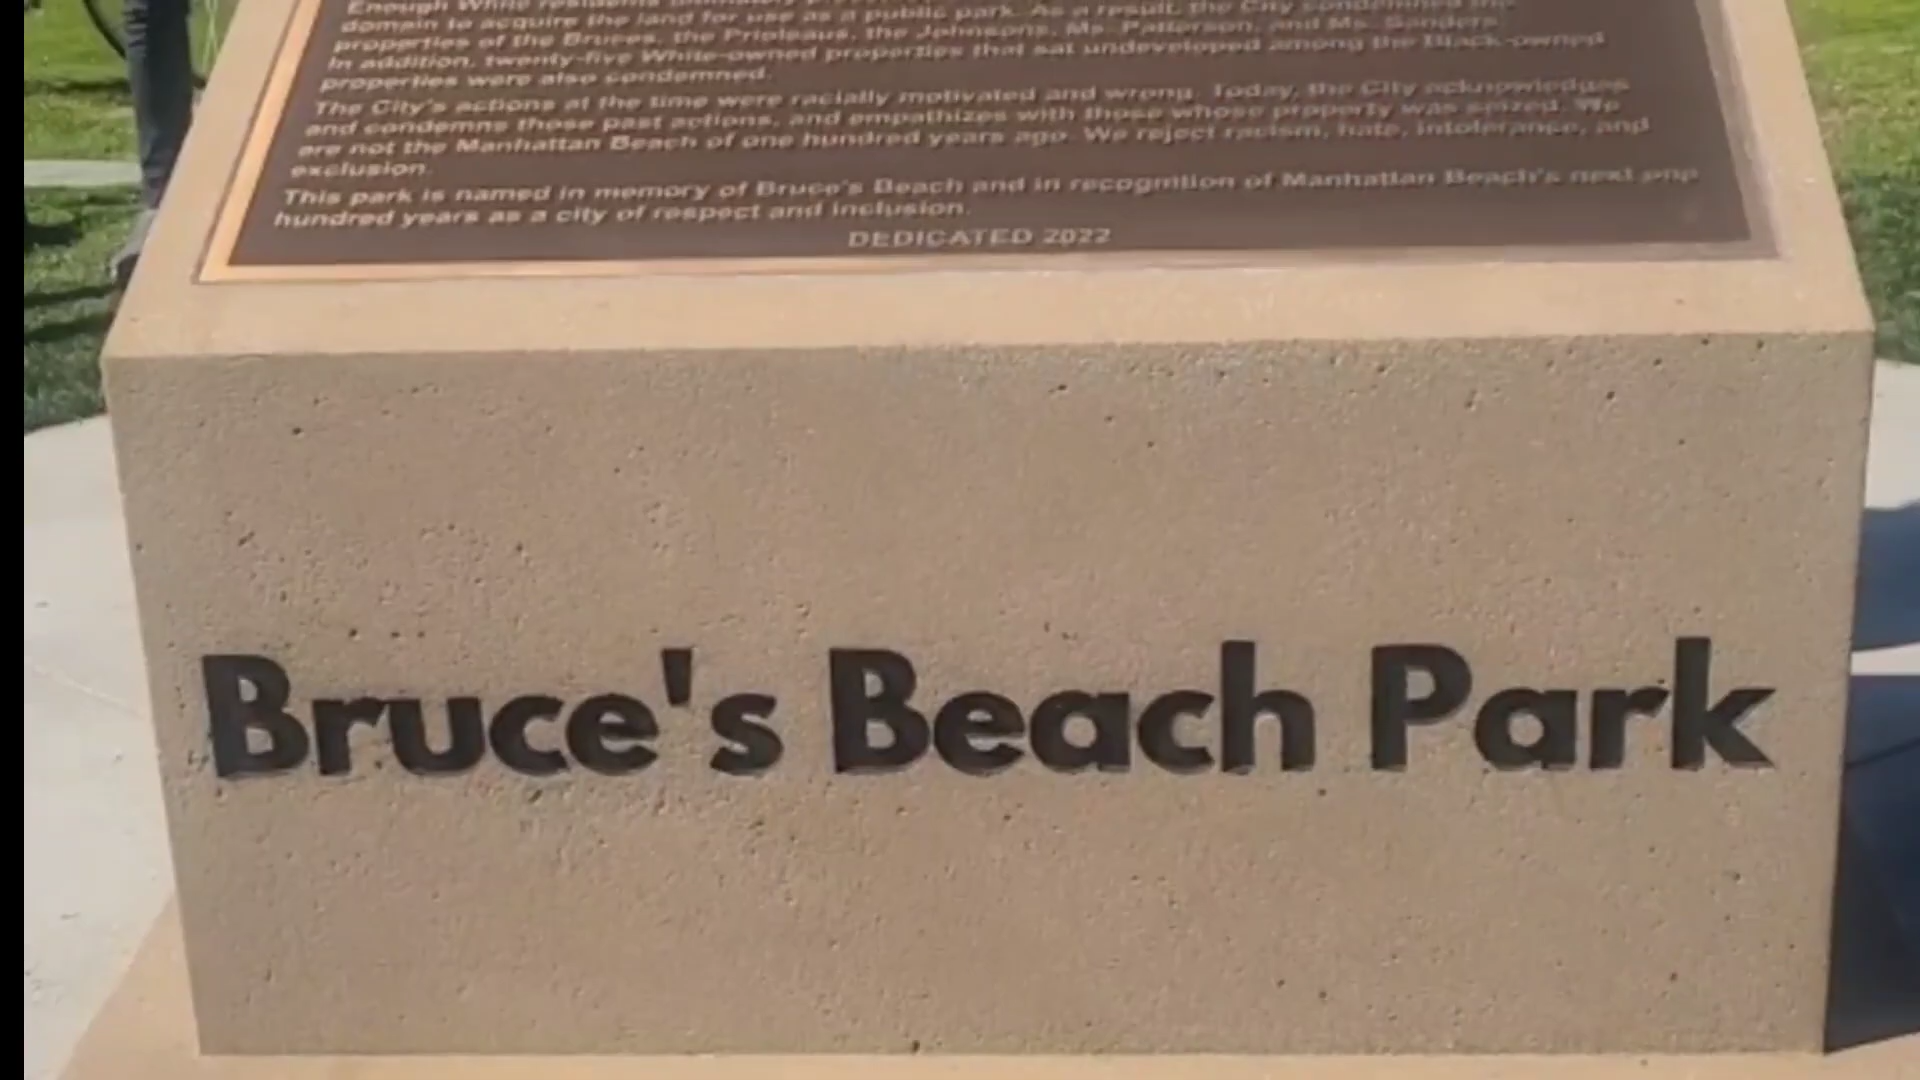 Enough White residents ultimately
domain to acquire the land for use as a public park. As a result, the City condemned the
properties of the Bruces, the Prioleaus, the Johnsons, Ms. Patterson, and Ms. Sanders.
In addition, twenty-five White-owned properties that sat undeveloped among the Black-owned
properties were also condemned.
The City's actions at the time were racially motivated and wrong. Today, the City acknowledges
and condemns those past actions, and empathizes with those whose property was seized. We
are not the Manhattan Beach of one hundred years ago. We reject racism, hate, intolerance, and
exclusion.
This park is named in memory of Bruce's Beach and in recognition of Manhattan Beach's next one
hundred years as a city of respect and inclusion.
DEDICATED 2022
Bruce's Beach Park